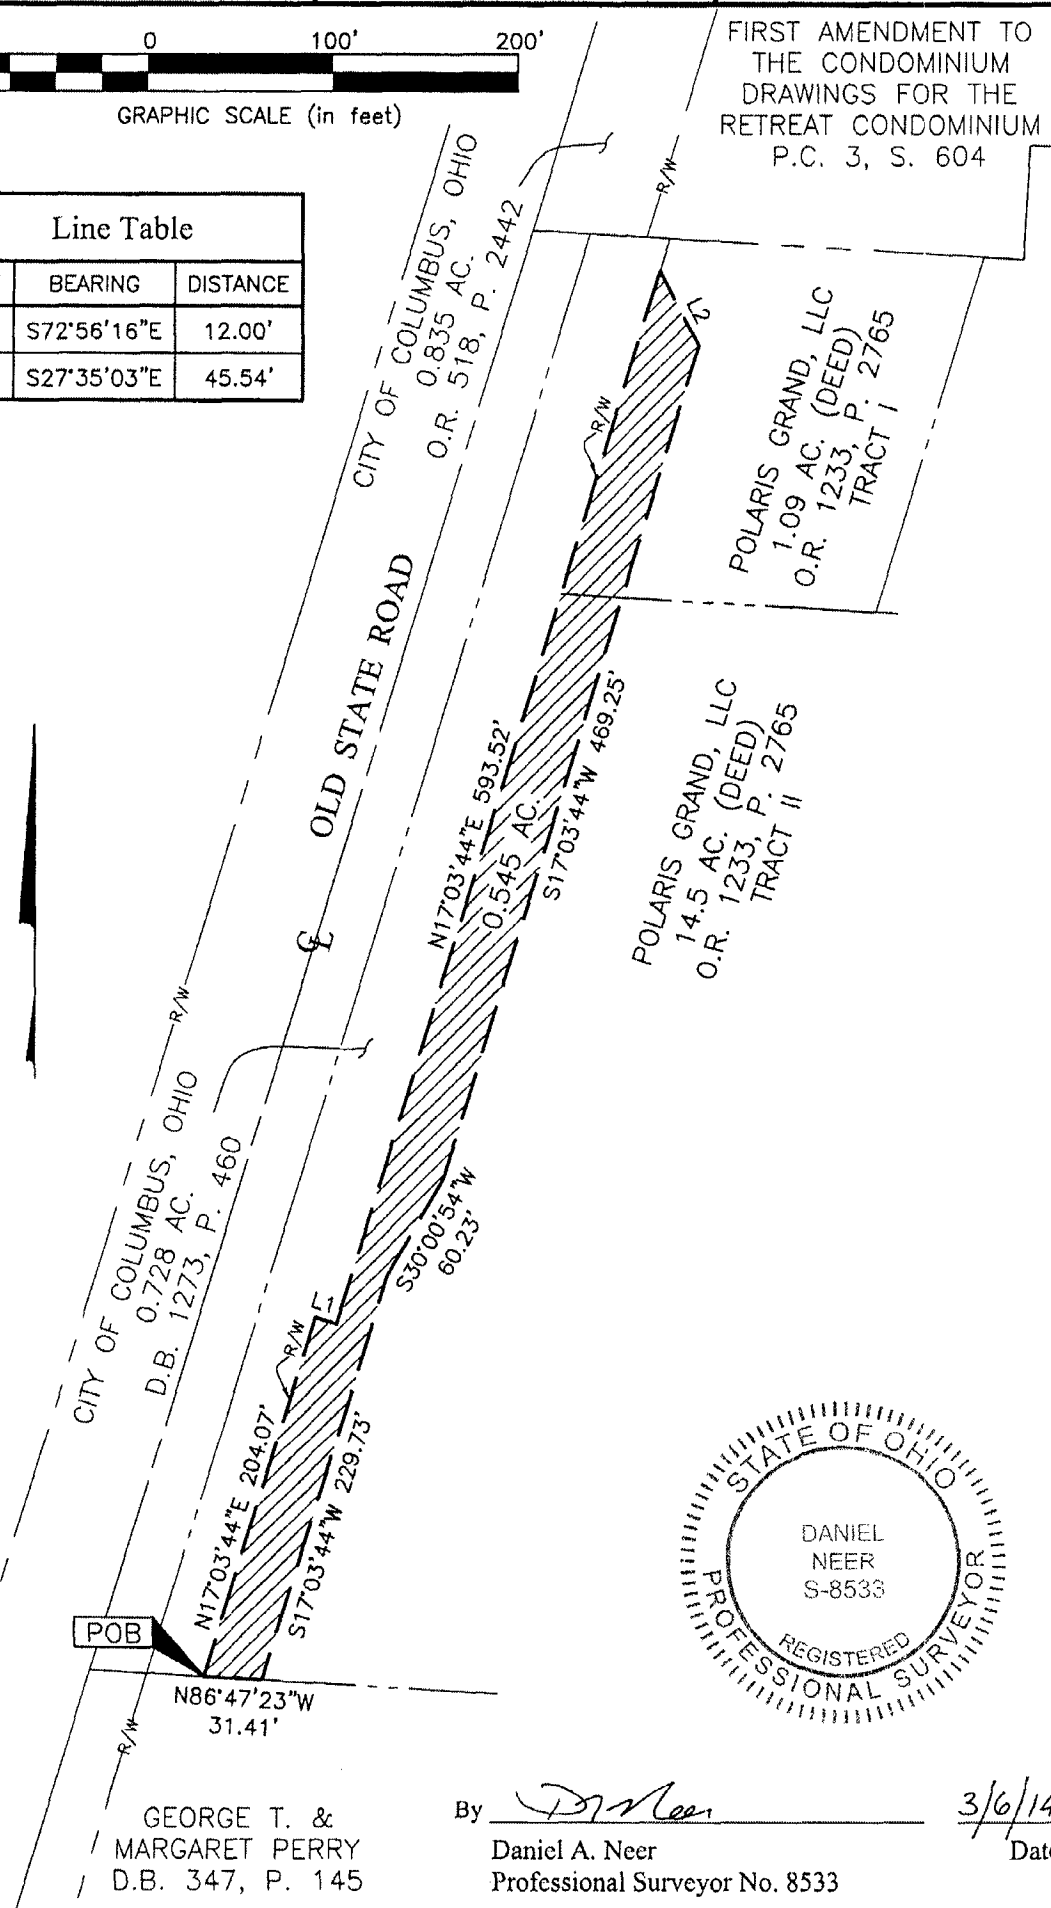 0 100' 200'
GRAPHIC SCALE (in feet)
FIRST AMENDMENT TO
THE CONDOMINIUM
DRAWINGS FOR THE
RETREAT CONDOMINIUM
P.C. 3, S. 604
Line Table
BEARING DISTANCE
S72°56'16"E 12.00'
S27°35'03"E 45.54'
CITY OF COLUMBUS, OHIO
0.835 AC.
O.R. 518, P. 2442
R/W
L2
R/W
POLARIS GRAND, LLC
1.09 AC. (DEED)
O.R. 1233, P. 2765
TRACT I
OLD STATE ROAD
N17°03'44"E 593.52'
0.545 AC.
S17°03'44"W 469.25'
POLARIS GRAND, LLC
14.5 AC. (DEED)
O.R. 1233, P. 2765
TRACT II
CL
R/W
CITY OF COLUMBUS, OHIO
0.728 AC.
D.B. 1273, P. 460
S30°00'54"W
60.23'
L1
R/W
N17°03'44"E 204.07'
S17°03'44"W 229.73'
POB
N86°47'23"W
31.41'
R/W
STATE OF OHIO
DANIEL
NEER
S-8533
REGISTERED
PROFESSIONAL SURVEYOR
GEORGE T. &
MARGARET PERRY
D.B. 347, P. 145
By
3/6/14
Daniel A. Neer
Date
Professional Surveyor No. 8533